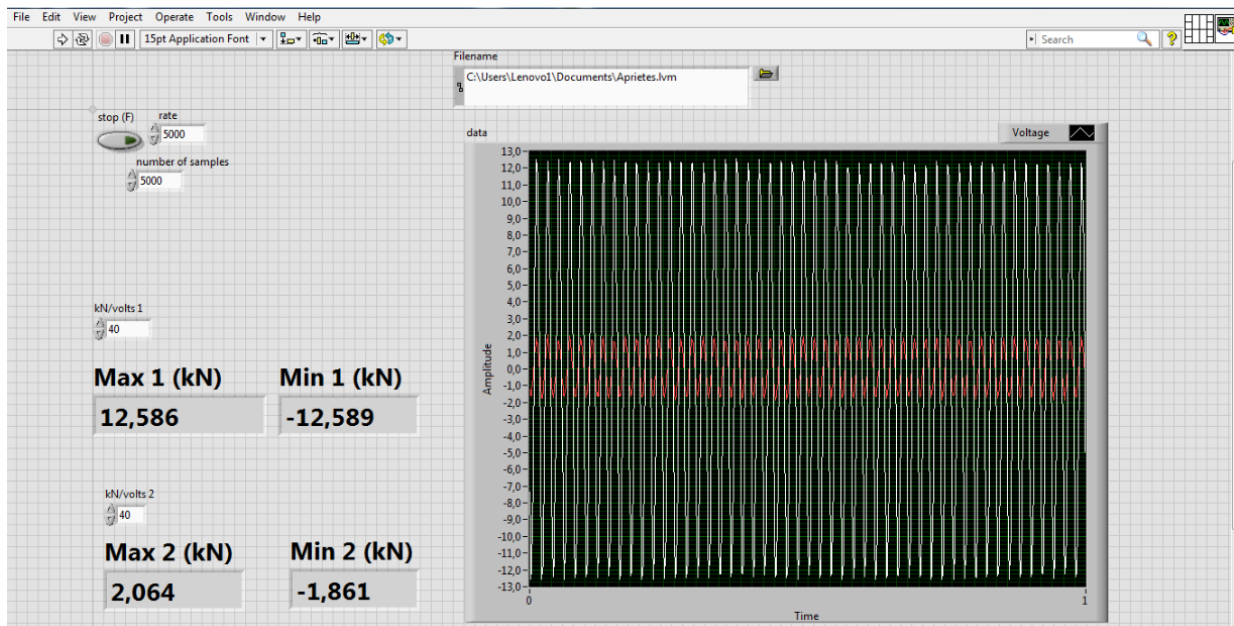 File Edit View Project Operate Tools Window Help
15pt Application Font
Search
Filename
C:\Users\Lenovo1\Documents\Aprietes.lvm
stop (F)
rate
5000
number of samples
5000
kN/volts 1
40
Max 1 (kN)
Min 1 (kN)
12,586
-12,589
kN/volts 2
40
Max 2 (kN)
Min 2 (kN)
2,064
-1,861
data
Voltage
13,0
12,0
11,0
10,0
9,0
8,0
7,0
6,0
5,0
4,0
3,0
2,0
1,0
0,0
-1,0
-2,0
-3,0
-4,0
-5,0
-6,0
-7,0
-8,0
-9,0
-10,0
-11,0
-12,0
-13,0
Amplitude
0
1
Time